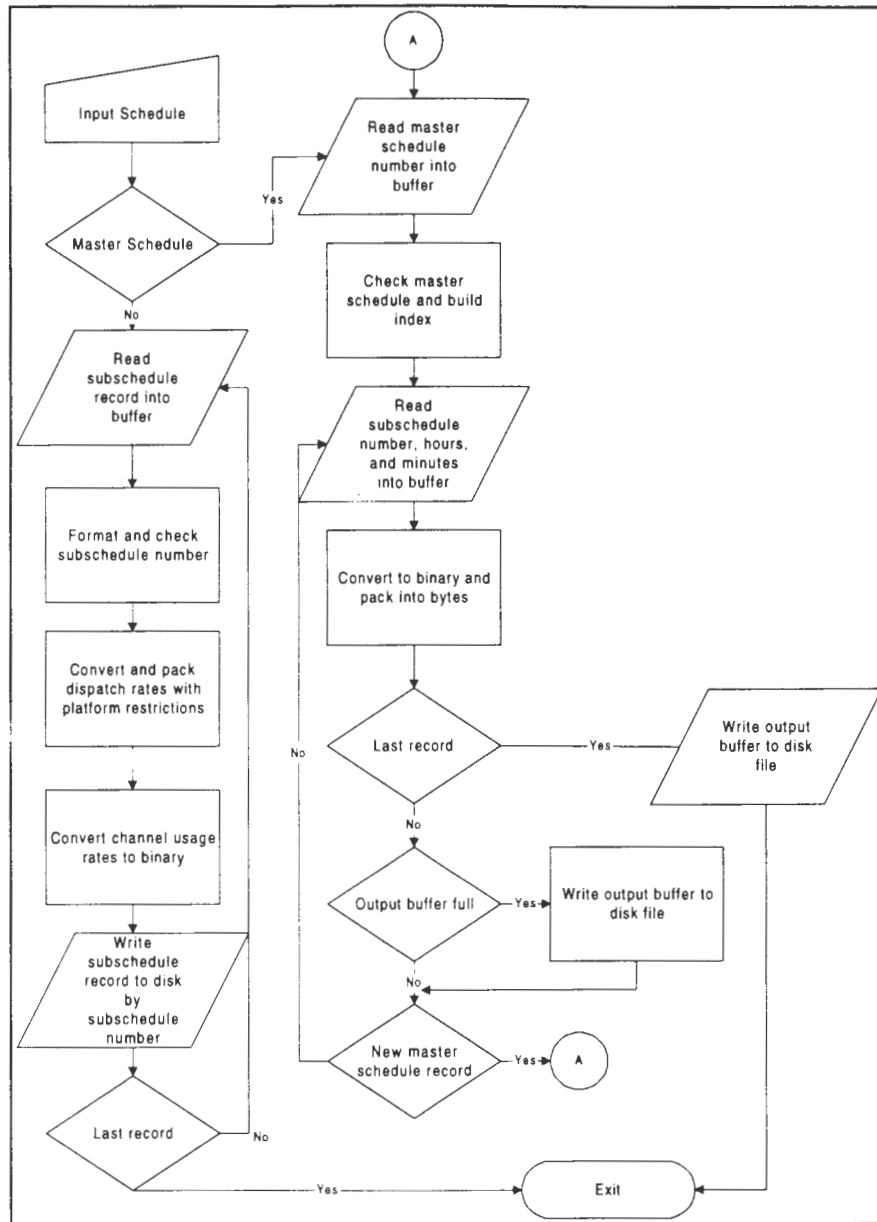 A
Input Schedule
Read master
schedule
number into
buffer
Yes
Master Schedule
No
Check master
schedule and build
index
Read
subschedule
record into
buffer
Read
subschedule
number, hours,
and minutes into
buffer
Format and check
subschedule number
Convert to binary and
pack into bytes
Convert and pack
dispatch rates with
platform restrictions
No
Last record
Yes
Write output
buffer to disk
file
No
Convert channel usage
rates to binary
Output buffer full
Yes
Write output buffer to
disk file
No
Write
subschedule
record to disk
by
subschedule
number
New master
schedule record
Yes
A
Last record
No
Yes
Exit